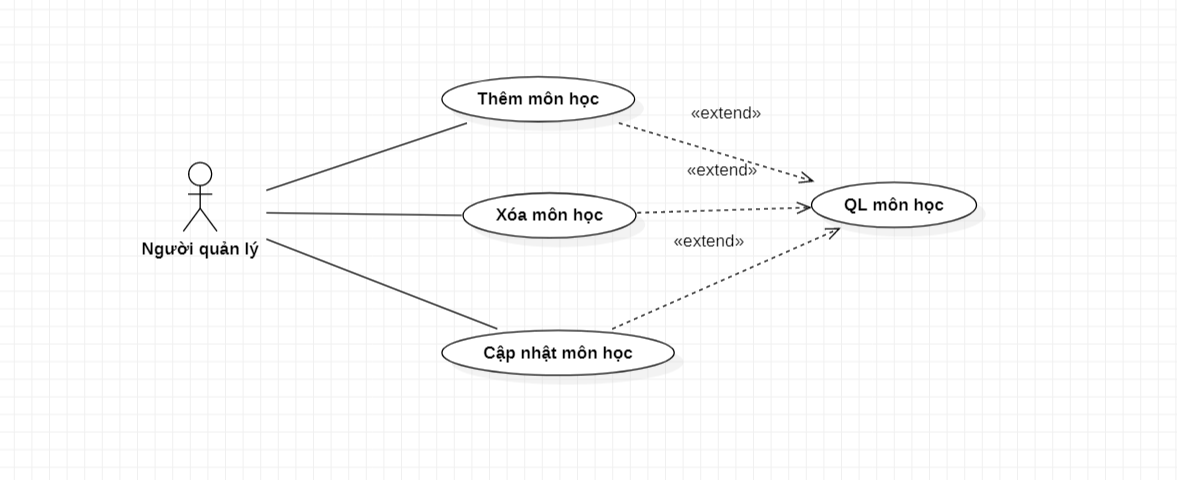 Thêm môn học
«extend»
«extend»
Xóa môn học
QL môn học
Người quản lý
«extend»
Cập nhật môn học